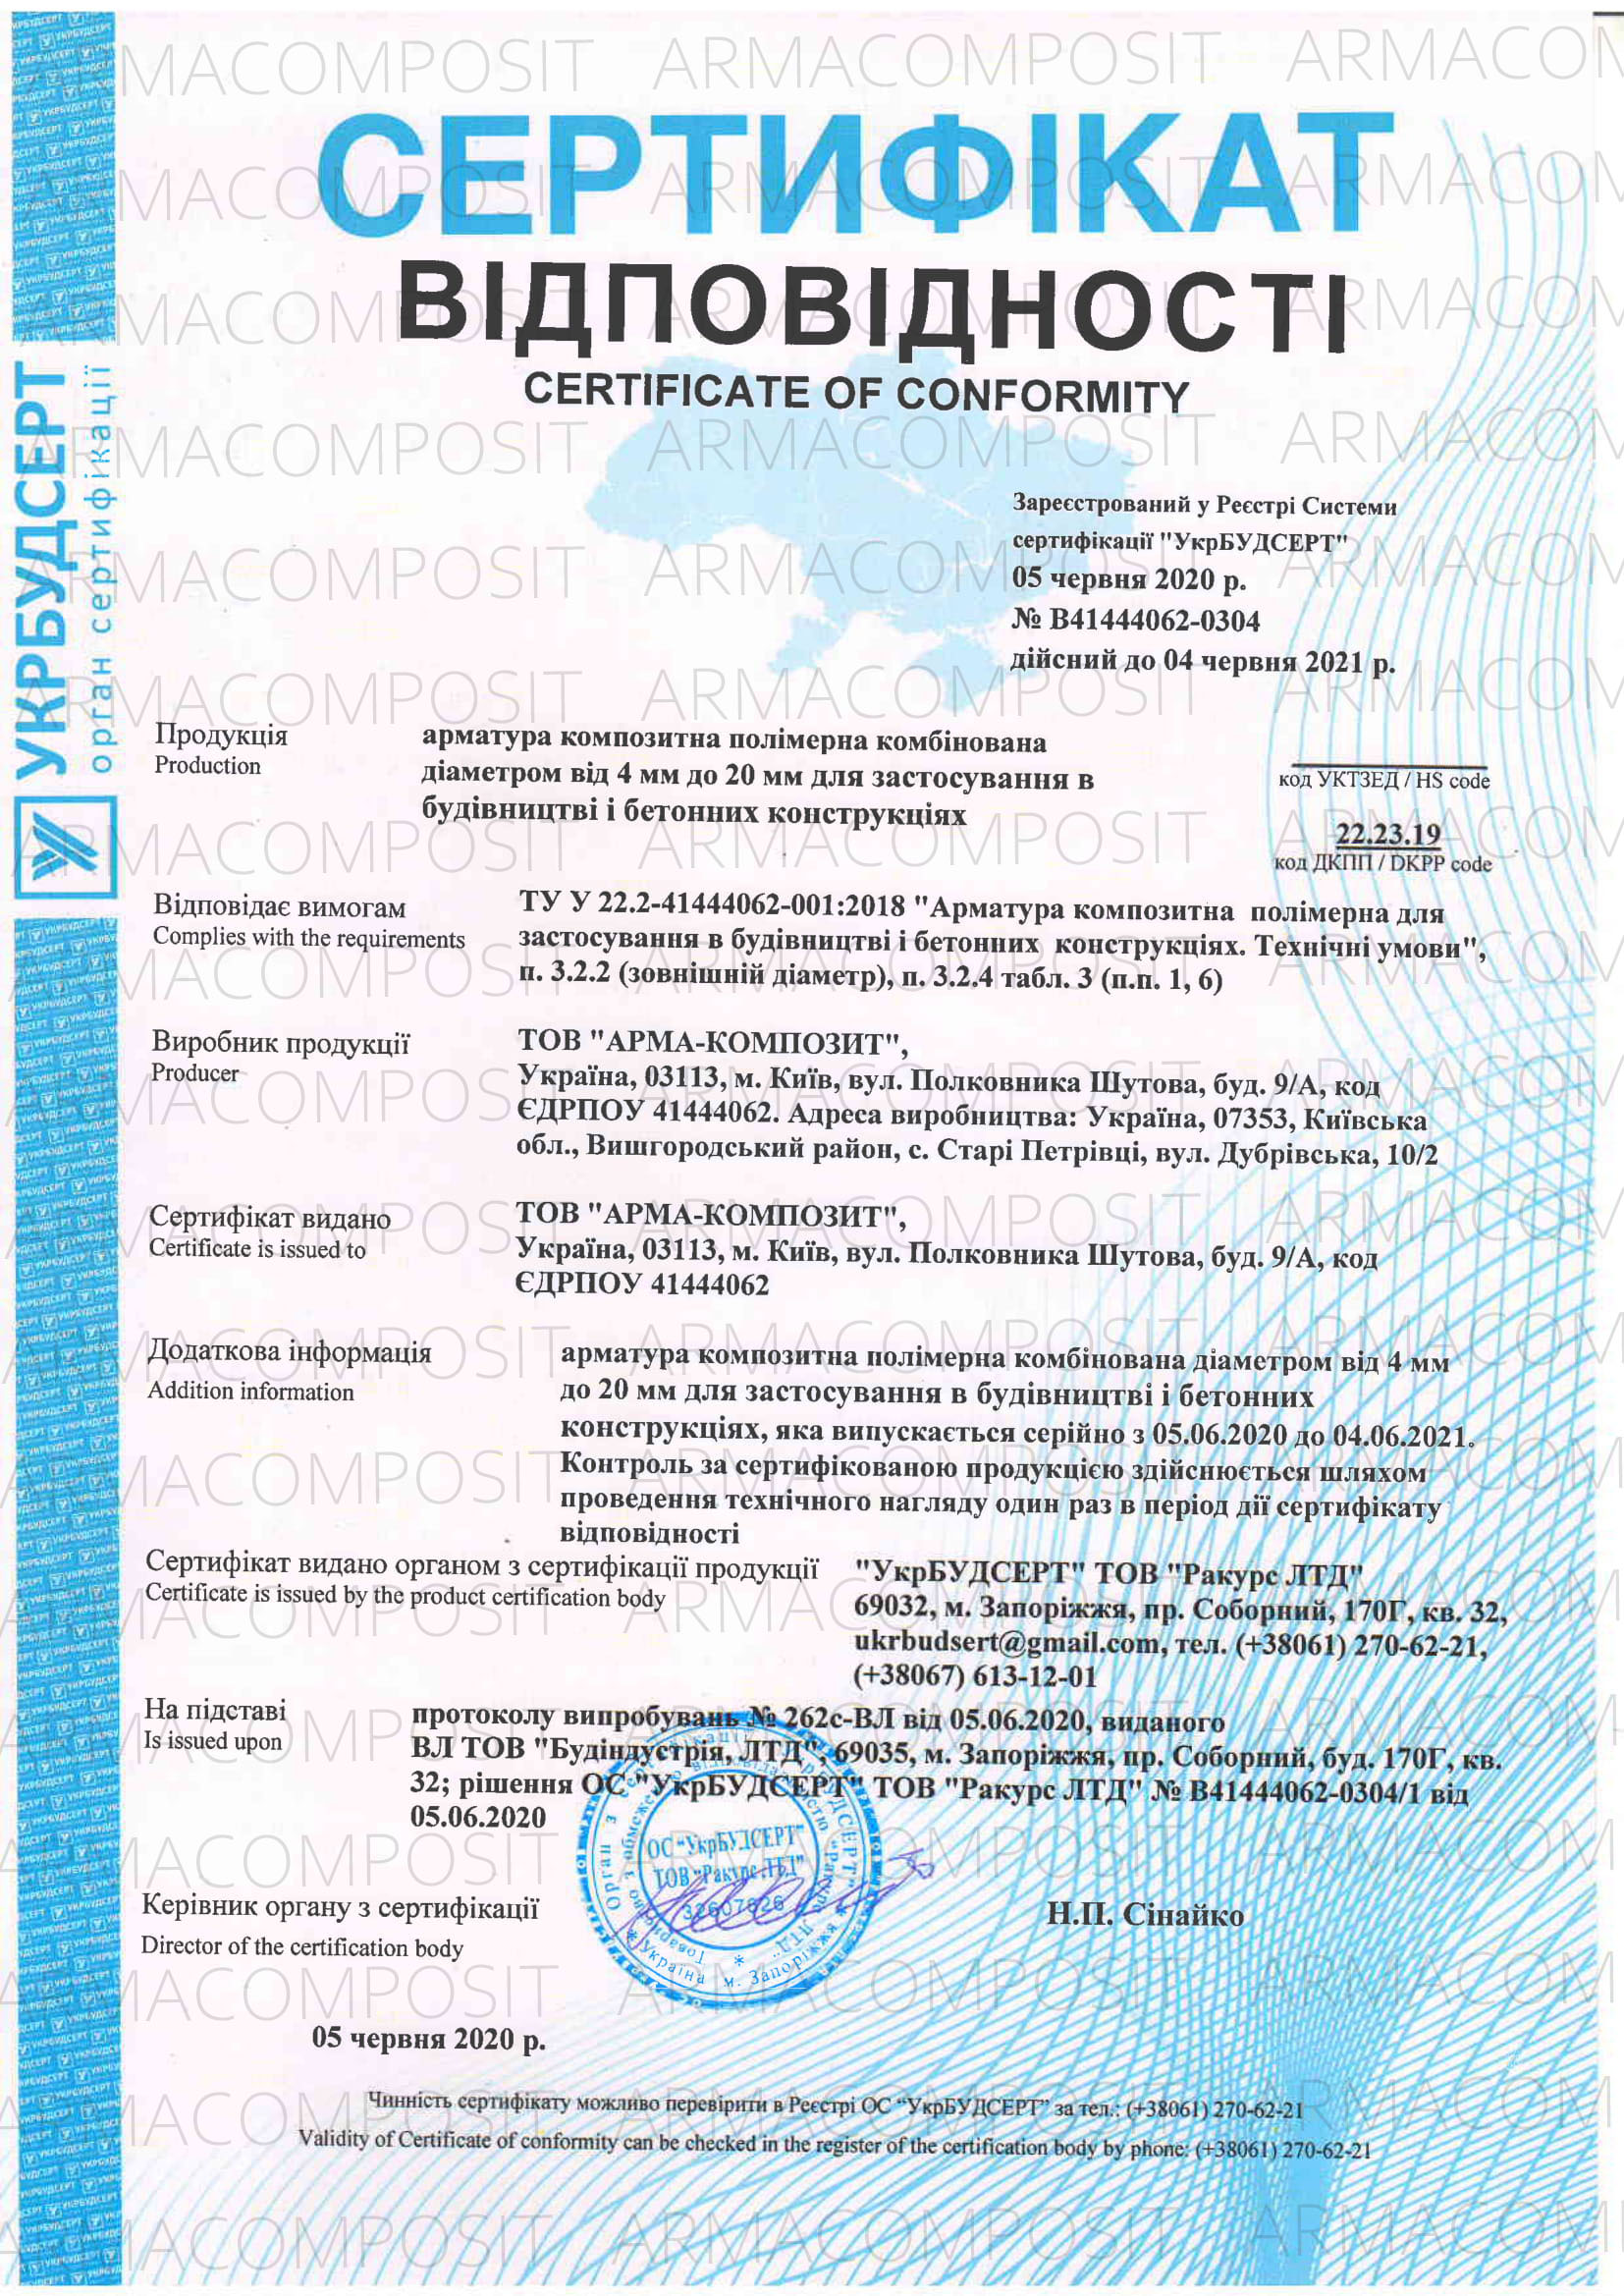 СЕРТИФІКАТ
ВІДПОВІДНОСТІ
CERTIFICATE OF CONFORMITY
УКРБУДСЕРТ
орган сертифікації
Зареєстрований у Реєстрі Системи
сертифікації "УкрБУДСЕРТ"
05 червня 2020 р.
№ В41444062-0304
дійсний до 04 червня 2021 р.
Продукція
Production
арматура композитна полімерна комбінована
діаметром від 4 мм до 20 мм для застосування в
будівництві і бетонних конструкціях
код УКТЗЕД / HS code
22.23.19
код ДКПП / DKPP code
Відповідає вимогам
Complies with the requirements
ТУ У 22.2-41444062-001:2018 "Арматура композитна полімерна для
застосування в будівництві і бетонних конструкціях. Технічні умови",
п. 3.2.2 (зовнішній діаметр), п. 3.2.4 табл. 3 (п.п. 1, 6)
Виробник продукції
Producer
ТОВ "АРМА-КОМПОЗИТ",
Україна, 03113, м. Київ, вул. Полковника Шутова, буд. 9/А, код
ЄДРПОУ 41444062. Адреса виробництва: Україна, 07353, Київська
обл., Вишгородський район, с. Старі Петрівці, вул. Дубрівська, 10/2
Сертифікат видано
Certificate is issued to
ТОВ "АРМА-КОМПОЗИТ",
Україна, 03113, м. Київ, вул. Полковника Шутова, буд. 9/А, код
ЄДРПОУ 41444062
Додаткова інформація
Addition information
арматура композитна полімерна комбінована діаметром від 4 мм
до 20 мм для застосування в будівництві і бетонних
конструкціях, яка випускається серійно з 05.06.2020 до 04.06.2021.
Контроль за сертифікованою продукцією здійснюється шляхом
проведення технічного нагляду один раз в період дії сертифікату
відповідності
Сертифікат видано органом з сертифікації продукції
Certificate is issued by the product certification body
"УкрБУДСЕРТ" ТОВ "Ракурс ЛТД"
69032, м. Запоріжжя, пр. Соборний, 170Г, кв. 32,
ukrbudsert@gmail.com, тел. (+38061) 270-62-21,
(+38067) 613-12-01
На підставі
Is issued upon
протоколу випробувань № 262с-ВЛ від 05.06.2020, виданого
ВЛ ТОВ "Будіндустрія, ЛТД", 69035, м. Запоріжжя, пр. Соборний, буд. 170Г, кв.
32; рішення ОС "УкрБУДСЕРТ" ТОВ "Ракурс ЛТД" № В41444062-0304/1 від
05.06.2020
ОС "УкрБУДСЕРТ"
ТОВ "Ракурс ЛТД"
32607626
Україна м. Запоріжжя
Керівник органу з сертифікації
Director of the certification body
Н.П. Сінайко
05 червня 2020 р.
Чинність сертифікату можливо перевірити в Реєстрі ОС "УкрБУДСЕРТ" за тел.: (+38061) 270-62-21
Validity of Certificate of conformity can be checked in the register of the certification body by phone: (+38061) 270-62-21
ARMACOMPOSIT